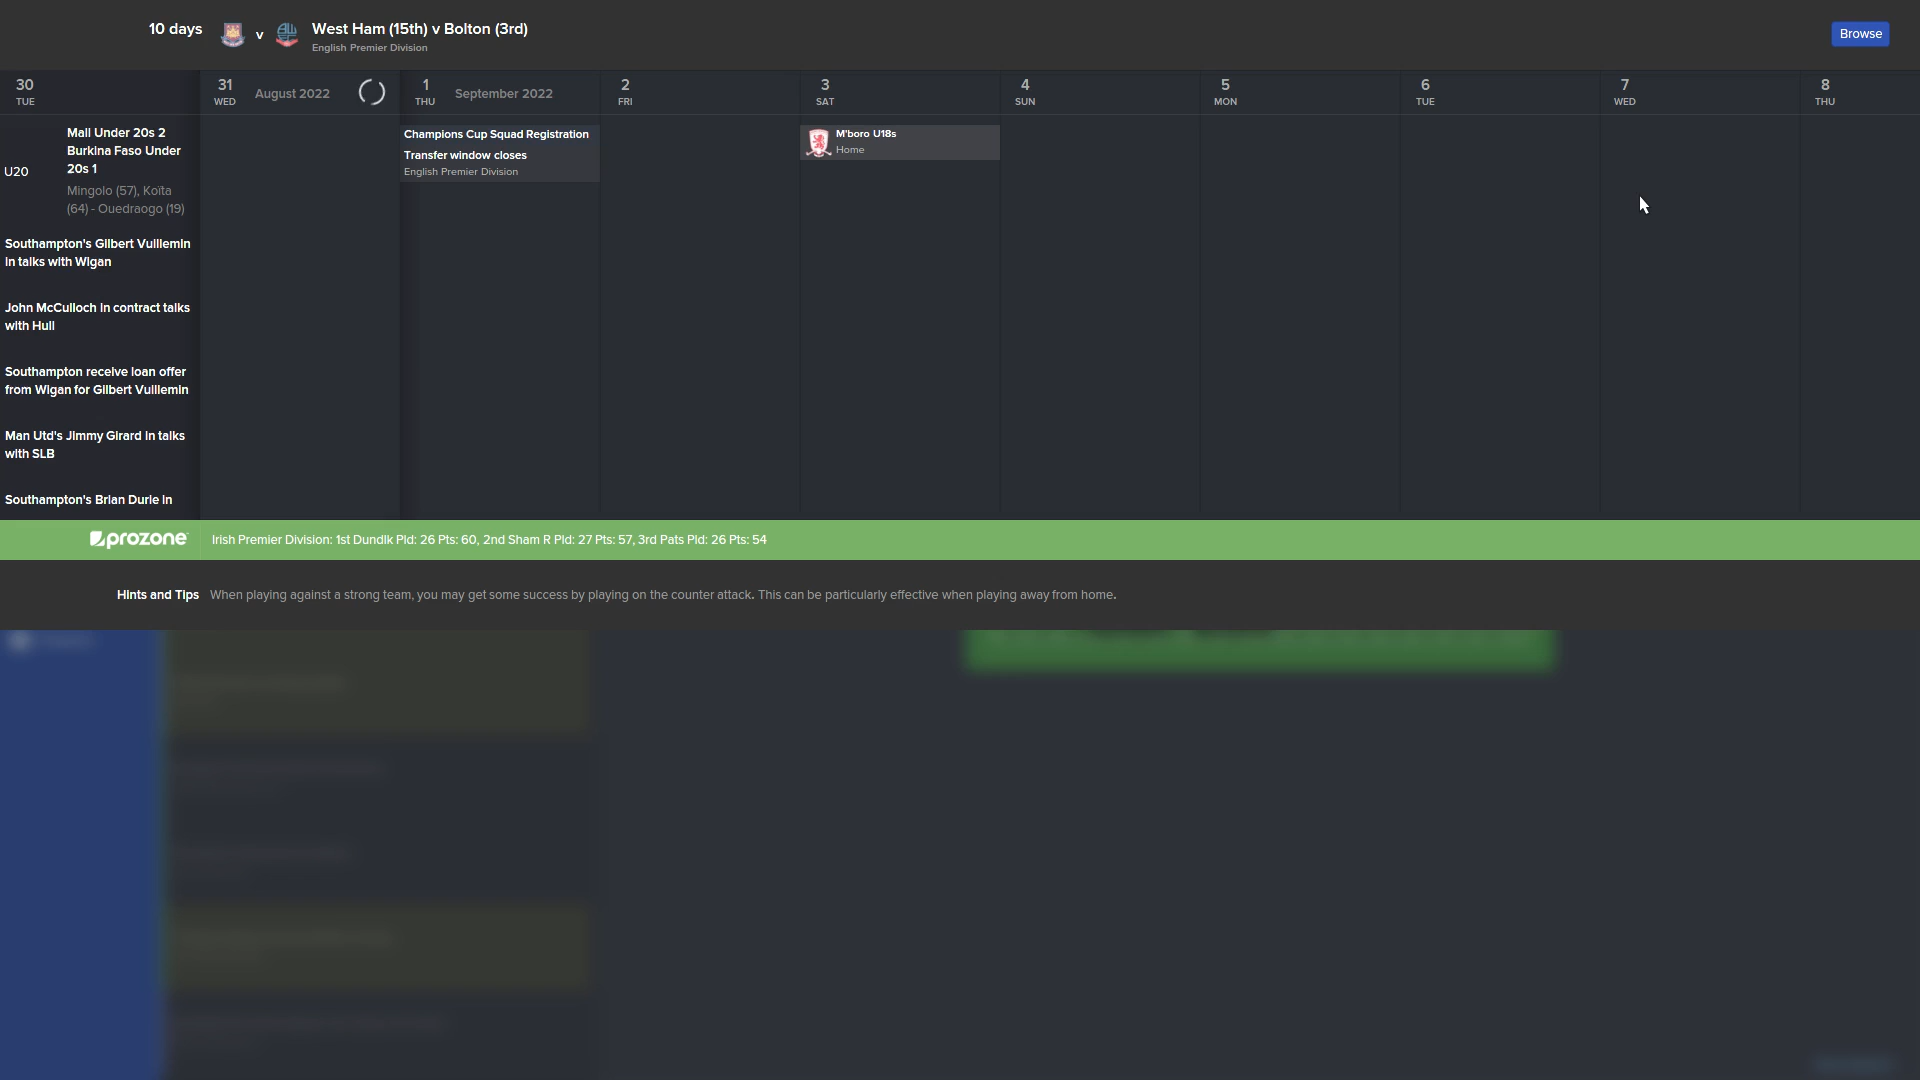 10 days
v
West Ham (15th) v Bolton (3rd)
English Premier Division
Browse
30
TUE
31
WED
August 2022
1
THU
September 2022
2
FRI
3
SAT
4
SUN
5
MON
6
TUE
7
WED
8
THU
U20
Mali Under 20s 2
Burkina Faso Under
20s 1
Mingolo (57), Koïta
(64) - Ouedraogo (19)
Southampton's Gilbert Vuillemin
in talks with Wigan
John McCulloch in contract talks
with Hull
Southampton receive loan offer
from Wigan for Gilbert Vuillemin
Man Utd's Jimmy Girard in talks
with SLB
Southampton's Brian Durie in
Champions Cup Squad Registration
Transfer window closes
English Premier Division
M'boro U18s
Home
prozone
Irish Premier Division: 1st Dundlk Pld: 26 Pts: 60, 2nd Sham R Pld: 27 Pts: 57, 3rd Pats Pld: 26 Pts: 54
Hints and Tips
When playing against a strong team, you may get some success by playing on the counter attack. This can be particularly effective when playing away from home.